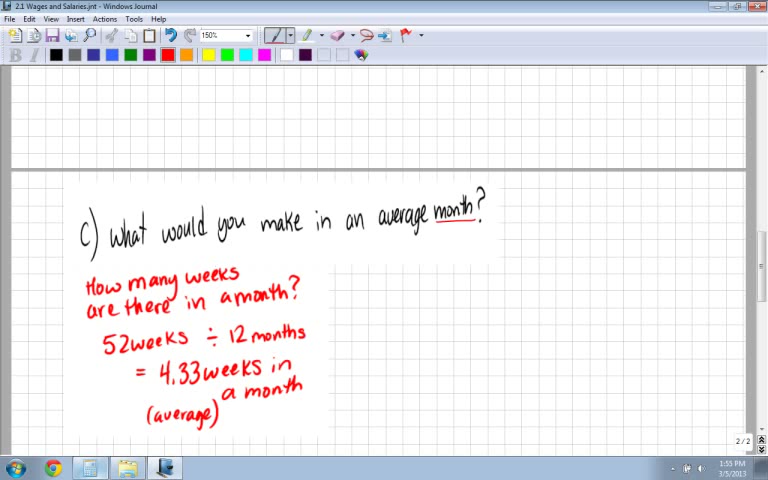 2.1 Wages and Salaries.jnt - Windows Journal
File Edit View Insert Actions Tools Help
150%
B I
c) What would you make in an average month?
How many weeks
are there in a month?
52 weeks ÷ 12 months
= 4.33 weeks in
a month
(average)
2 / 2
1:55 PM
3/5/2013